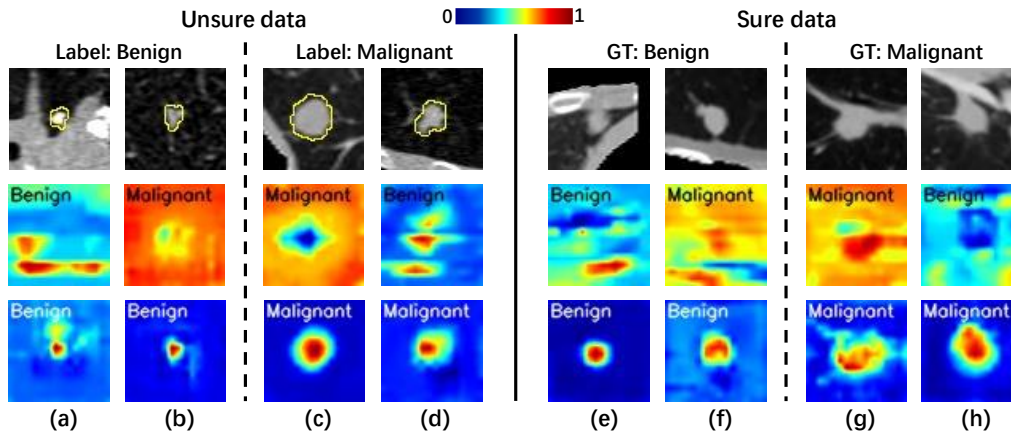 Unsure data 0 1 Sure data
Label: Benign Label: Malignant GT: Benign GT: Malignant
Benign Malignant Malignant Benign Benign Malignant Malignant Benign
Benign Benign Malignant Malignant Benign Benign Malignant Malignant
(a) (b) (c) (d) (e) (f) (g) (h)